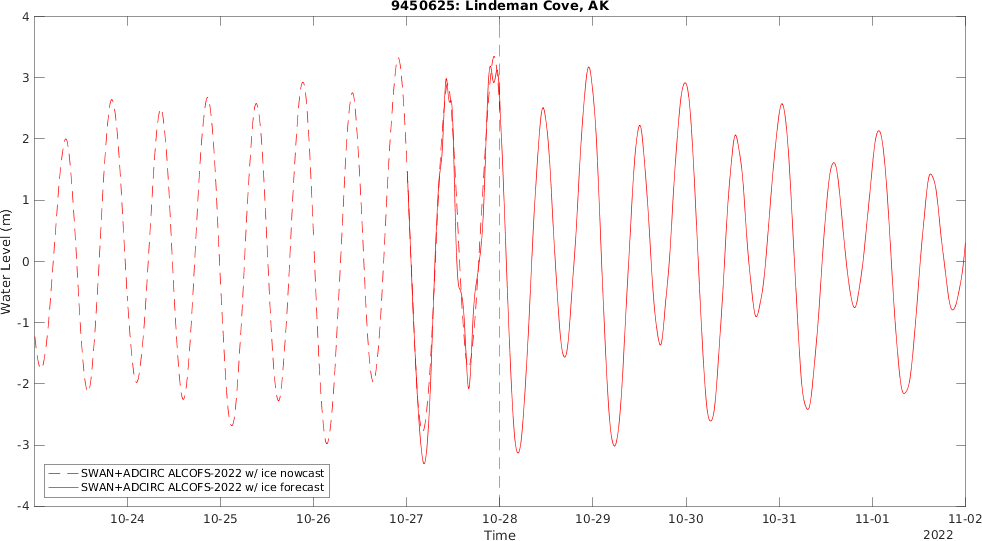 9450625: Lindeman Cove, AK
4
3
2
1
0
-1
-2
-3
-4
Water Level (m)
SWAN+ADCIRC ALCOFS-2022 w/ ice nowcast
SWAN+ADCIRC ALCOFS-2022 w/ ice forecast
10-24 10-25 10-26 10-27 10-28 10-29 10-30 10-31 11-01 11-02
Time
2022